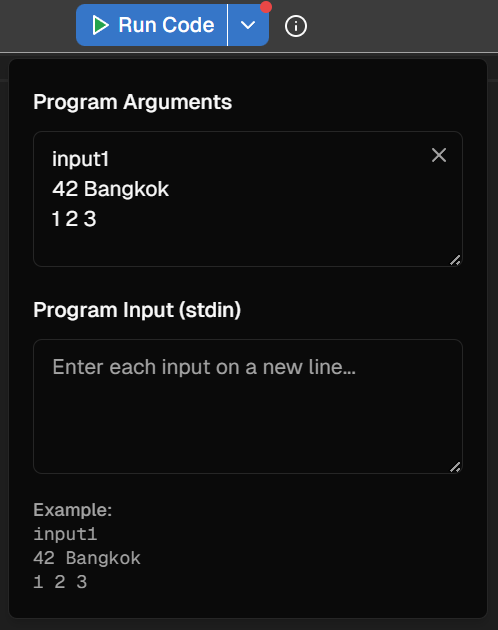 Run Code
Program Arguments
input1
42 Bangkok
1 2 3
Program Input (stdin)
Enter each input on a new line...
Example:
input1
42 Bangkok
1 2 3